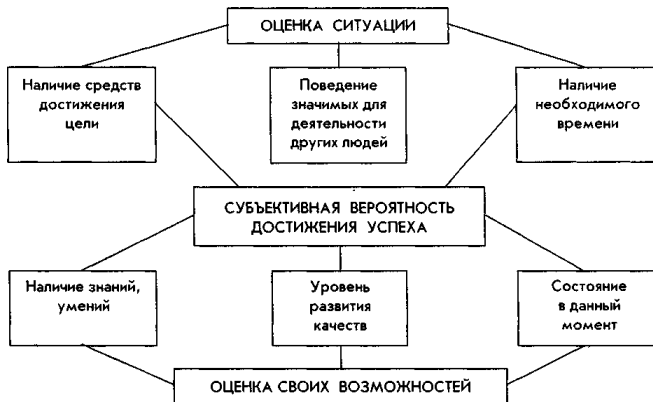 ОЦЕНКА СИТУАЦИИ
Наличие средств
достижения
цели
Поведение
значимых для
деятельности
других людей
Наличие
необходимого
времени
СУБЪЕКТИВНАЯ ВЕРОЯТНОСТЬ
ДОСТИЖЕНИЯ УСПЕХА
Наличие знаний,
умений
Уровень
развития
качеств
Состояние
в данный
момент
ОЦЕНКА СВОИХ ВОЗМОЖНОСТЕЙ